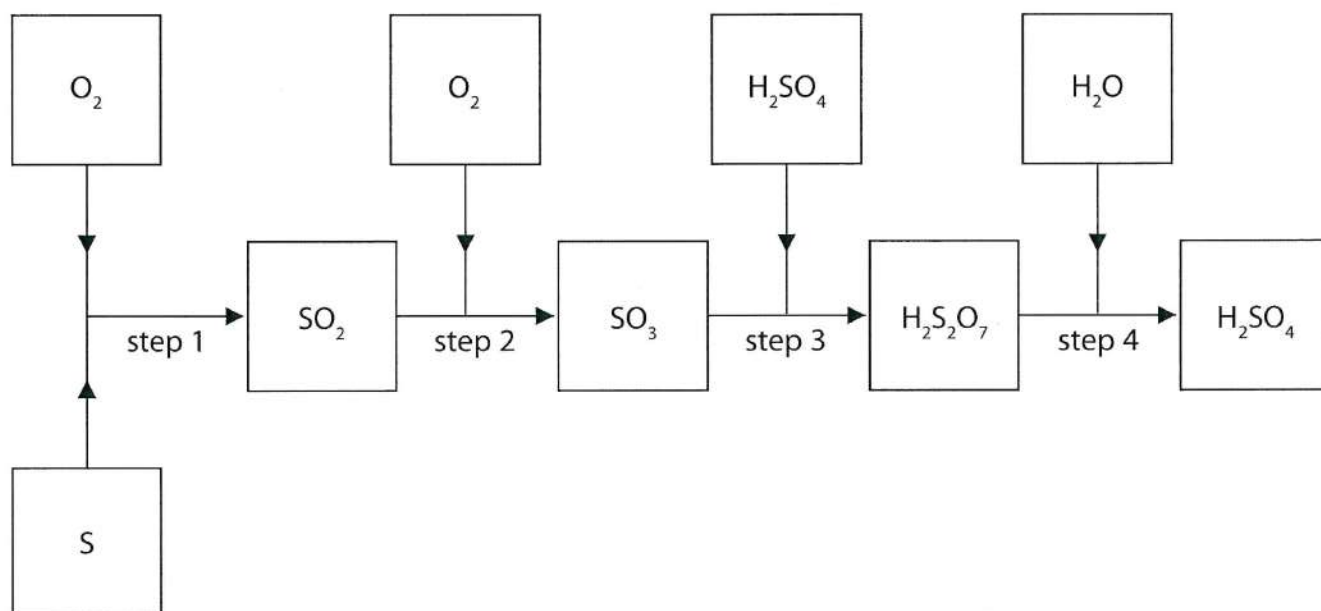 O₂
O₂
H₂SO₄
H₂O
SO₂
SO₃
H₂S₂O₇
H₂SO₄
step 1
step 2
step 3
step 4
S